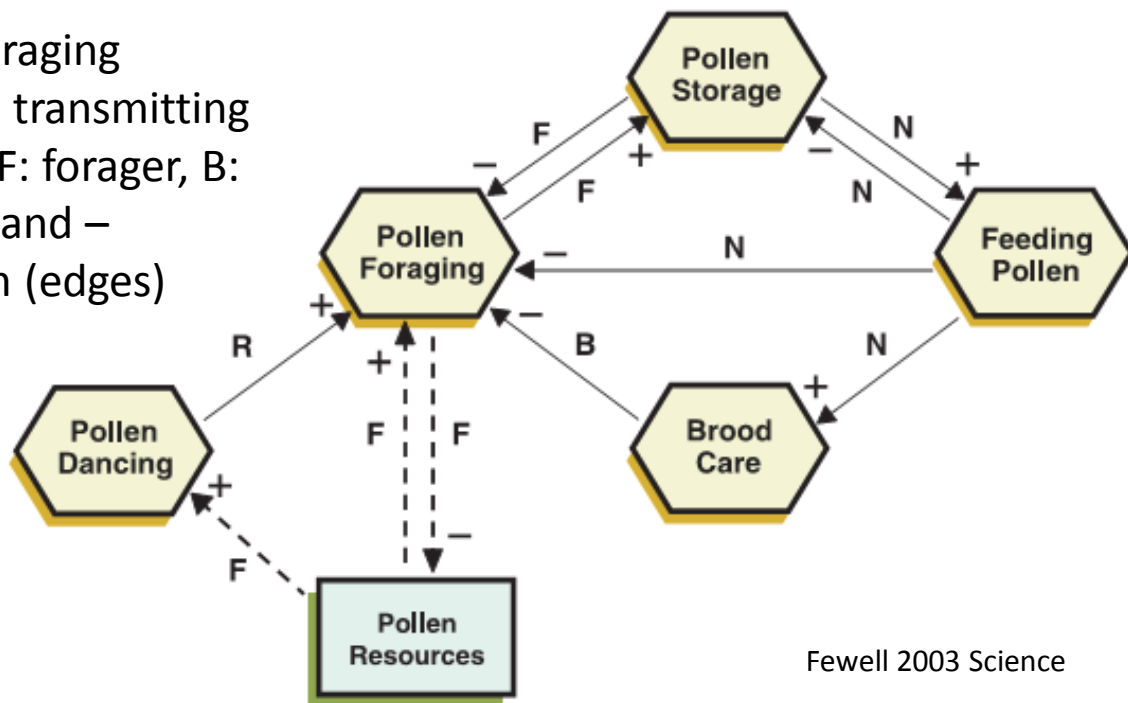 raging
transmitting
F: forager, B:
and –
n (edges)
Pollen
Storage
F
N
–
+
+
–
F
N
Pollen
Foraging
Feeding
Pollen
–
N
+
–
R
B
N
+
+
Pollen
Dancing
F
F
Brood
Care
+
–
F
Pollen
Resources
Fewell 2003 Science